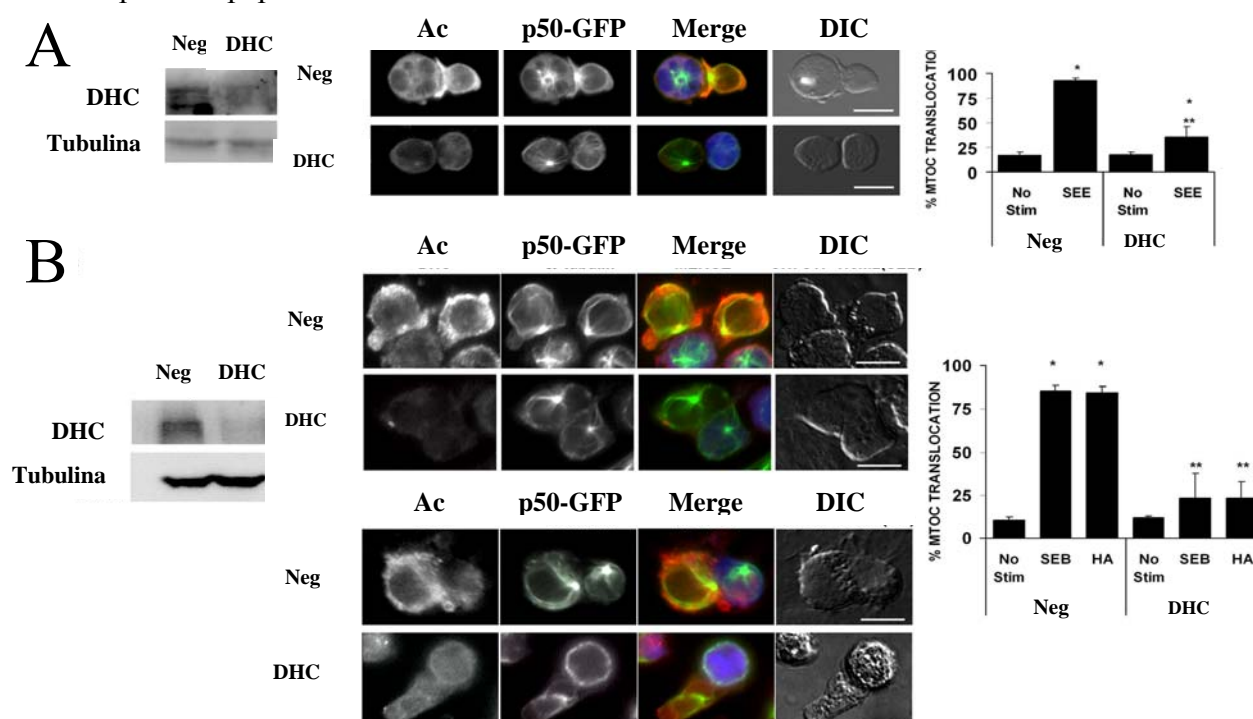 A
Neg DHC
DHC
Tubulina
Neg
DHC
Ac p50-GFP Merge DIC
% MTOC TRANSLOCATION
100
75
50
25
0
*
*
**
No Stim SEE No Stim SEE
Neg DHC
B
Neg DHC
DHC
Tubulina
Ac p50-GFP Merge DIC
Neg
DHC
Ac p50-GFP Merge DIC
Neg
DHC
% MTOC TRANSLOCATION
100
75
50
25
0
* *
** **
No Stim SEB HA No Stim SEB HA
Neg DHC